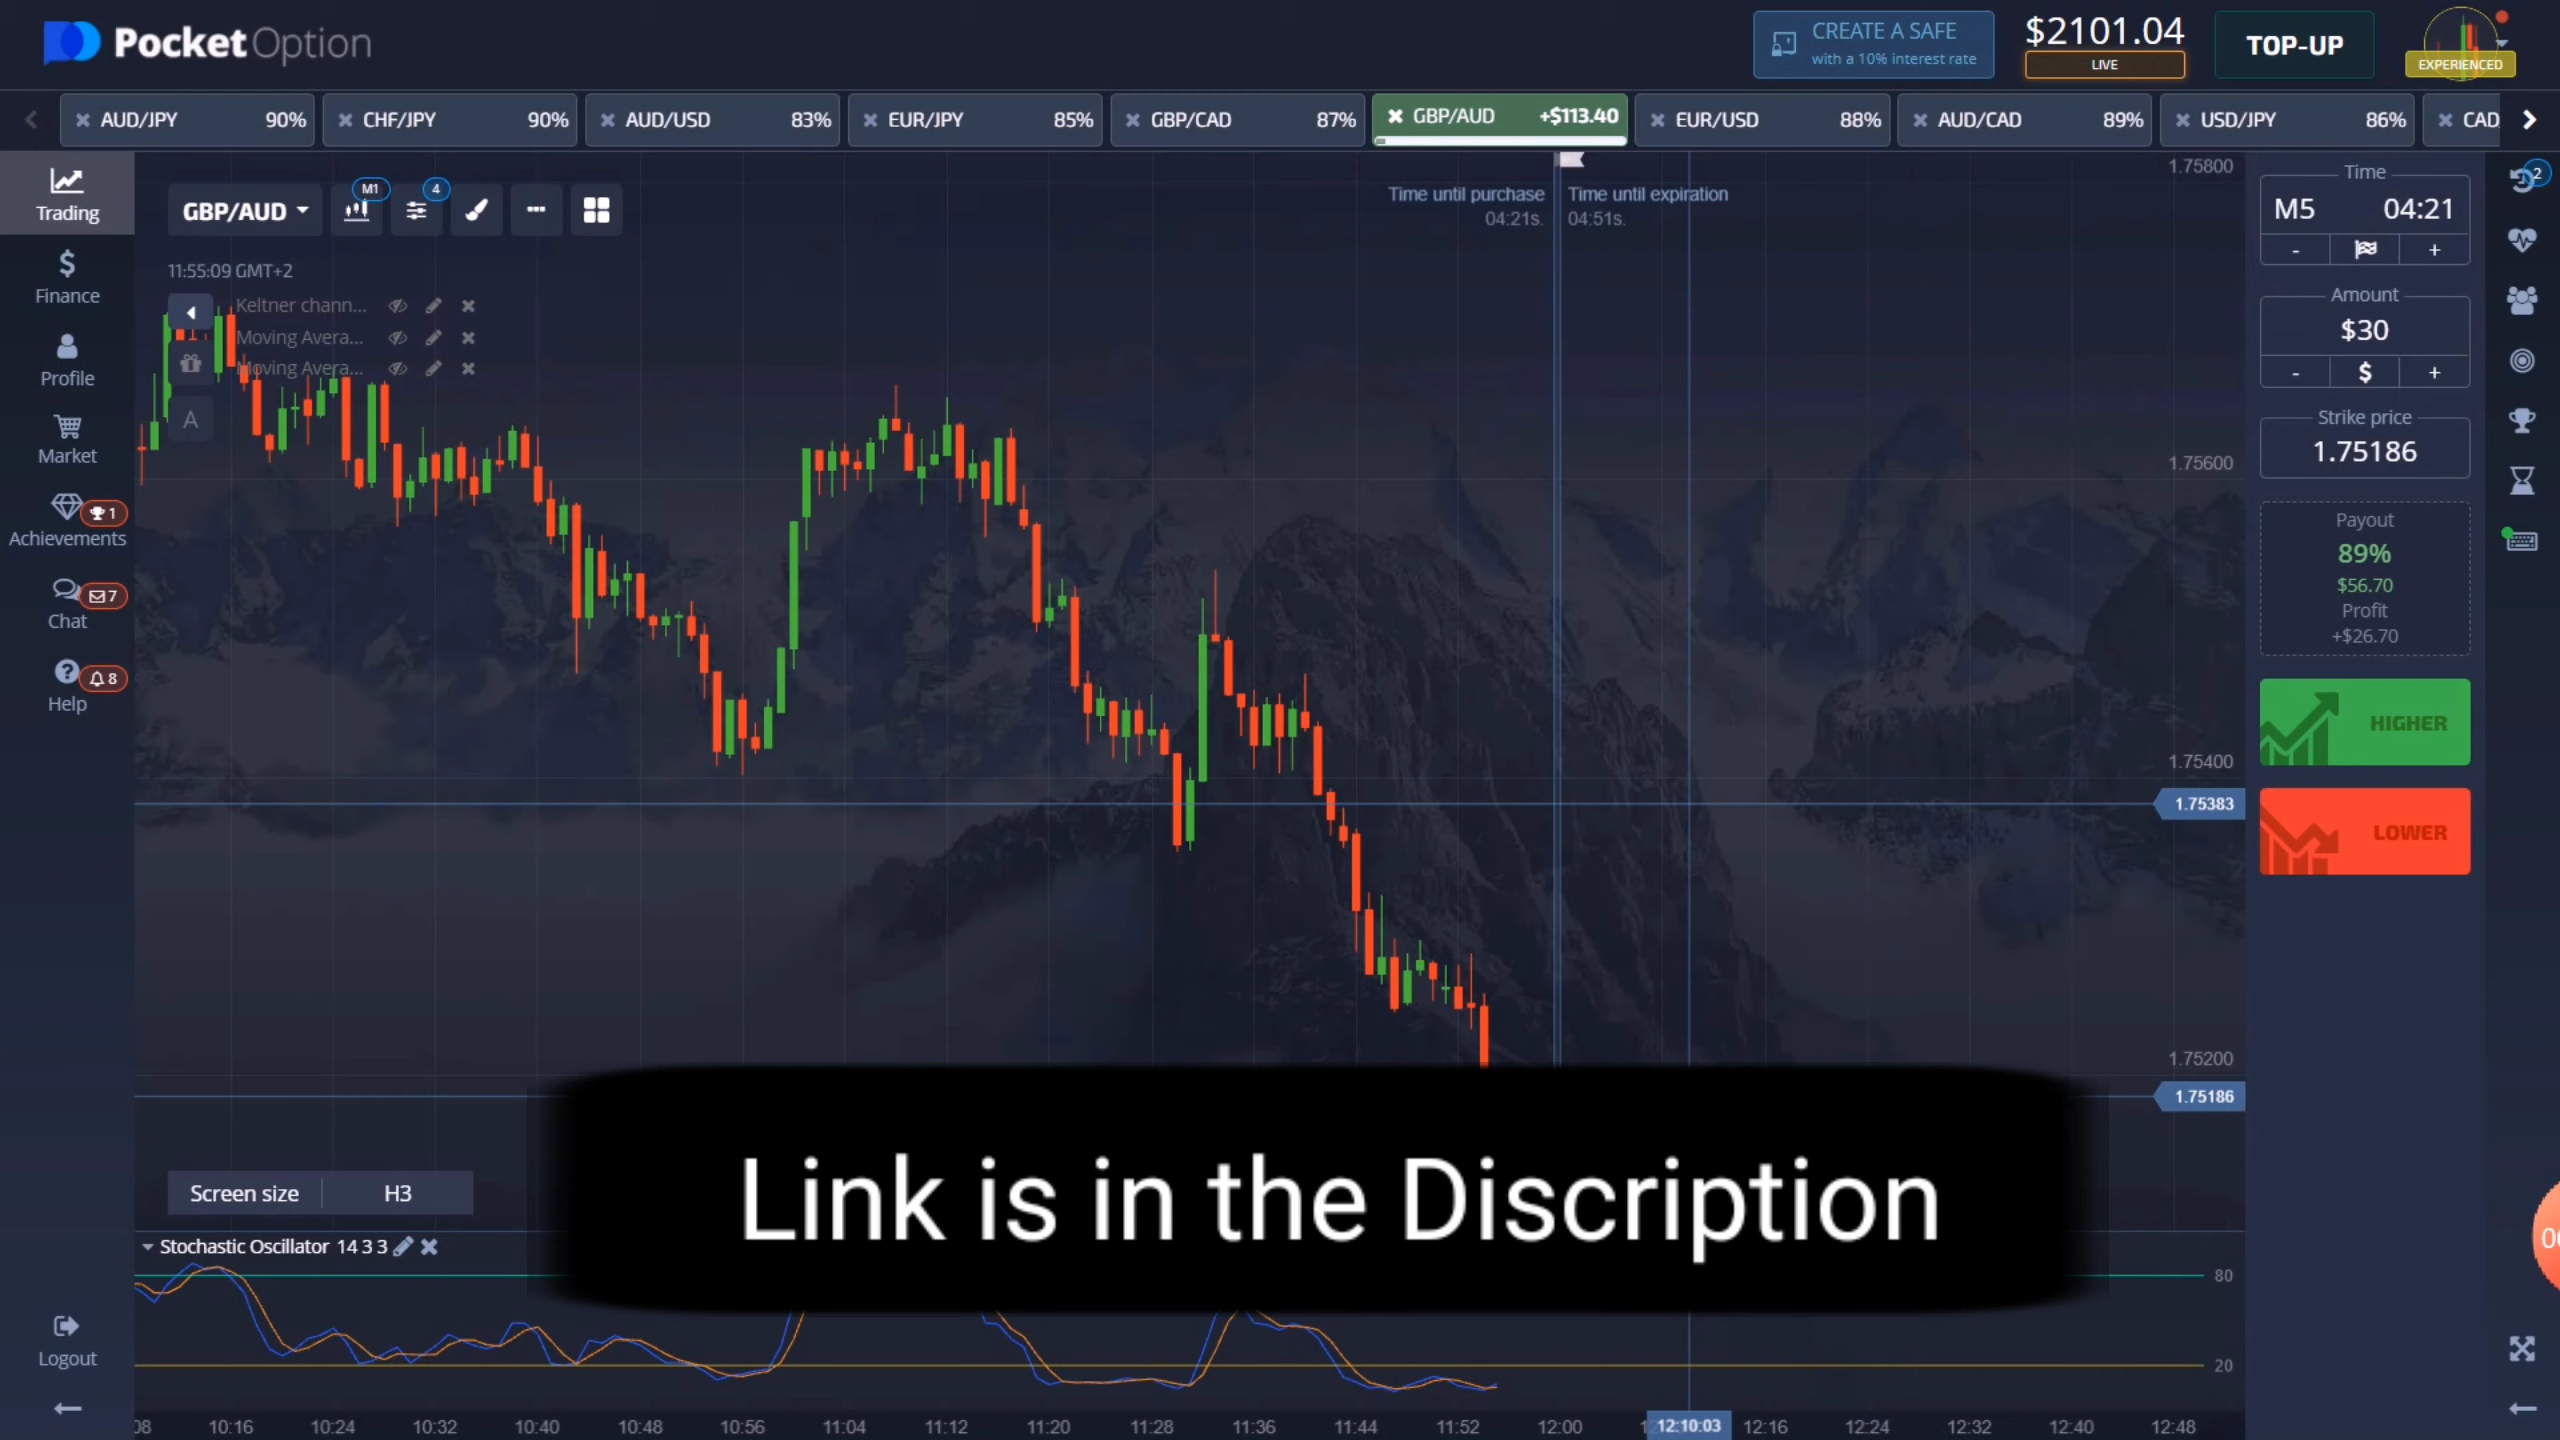 PocketOption
CREATE A SAFE
with a 10% interest rate
$2101.04
LIVE
TOP-UP
EXPERIENCED
AUD/JPY 90%
CHF/JPY 90%
AUD/USD 83%
EUR/JPY 85%
GBP/CAD 87%
GBP/AUD +$113.40
EUR/USD 88%
AUD/CAD 89%
USD/JPY 86%
CAD
Trading
Finance
Profile
Market
1
Achievements
7
Chat
8
Help
Logout
GBP/AUD
M1
4
11:55:09 GMT+2
Keltner chann...
Moving Avera...
Moving Avera...
A
Time until purchase
04:21s.
Time until expiration
04:51s.
1.75800
1.75600
1.75400
1.75383
1.75200
1.75186
Time
M5 04:21
- +
Amount
$30
- $ +
Strike price
1.75186
Payout
89%
$56.70
Profit
+$26.70
HIGHER
LOWER
2
Link is in the Discription
Screen size H3
Stochastic Oscillator 14 3 3
80
20
08 10:16 10:24 10:32 10:40 10:48 10:56 11:04 11:12 11:20 11:28 11:36 11:44 11:52 12:00 12:10:03 12:16 12:24 12:32 12:40 12:48